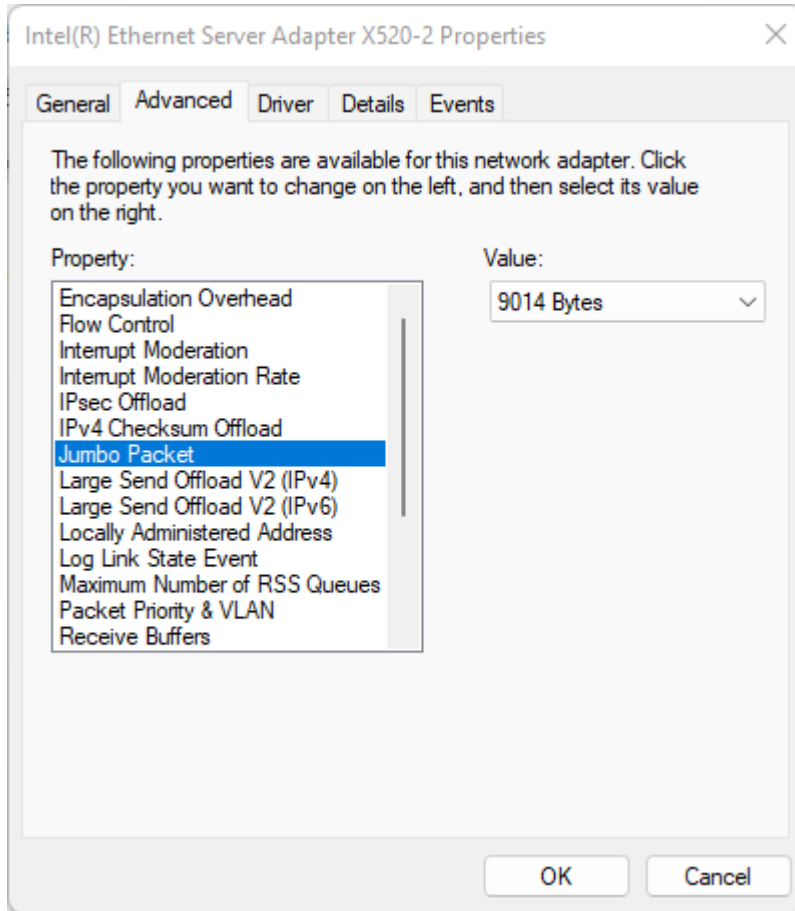 Intel(R) Ethernet Server Adapter X520-2 Properties
General Advanced Driver Details Events
The following properties are available for this network adapter. Click
the property you want to change on the left, and then select its value
on the right.
Property:
Value:
Encapsulation Overhead
9014 Bytes
Flow Control
Interrupt Moderation
Interrupt Moderation Rate
IPsec Offload
IPv4 Checksum Offload
Jumbo Packet
Large Send Offload V2 (IPv4)
Large Send Offload V2 (IPv6)
Locally Administered Address
Log Link State Event
Maximum Number of RSS Queues
Packet Priority & VLAN
Receive Buffers
OK
Cancel